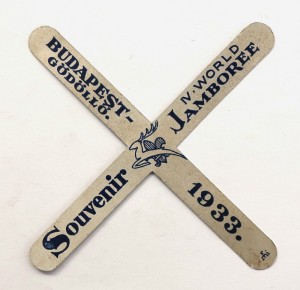 BUDAPEST-
GÖDÖLLŐ.
IV. WORLD
JAMBOREE
Souvenir
1933.